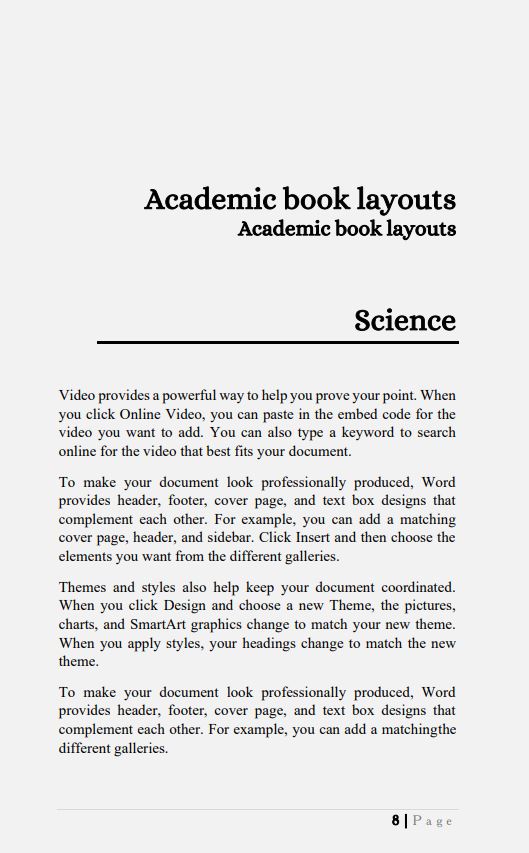 Academic book layouts
Academic book layouts
Science
Video provides a powerful way to help you prove your point. When
you click Online Video, you can paste in the embed code for the
video you want to add. You can also type a keyword to search
online for the video that best fits your document.
To make your document look professionally produced, Word
provides header, footer, cover page, and text box designs that
complement each other. For example, you can add a matching
cover page, header, and sidebar. Click Insert and then choose the
elements you want from the different galleries.
Themes and styles also help keep your document coordinated.
When you click Design and choose a new Theme, the pictures,
charts, and SmartArt graphics change to match your new theme.
When you apply styles, your headings change to match the new
theme.
To make your document look professionally produced, Word
provides header, footer, cover page, and text box designs that
complement each other. For example, you can add a matchingthe
different galleries.
8 | Page